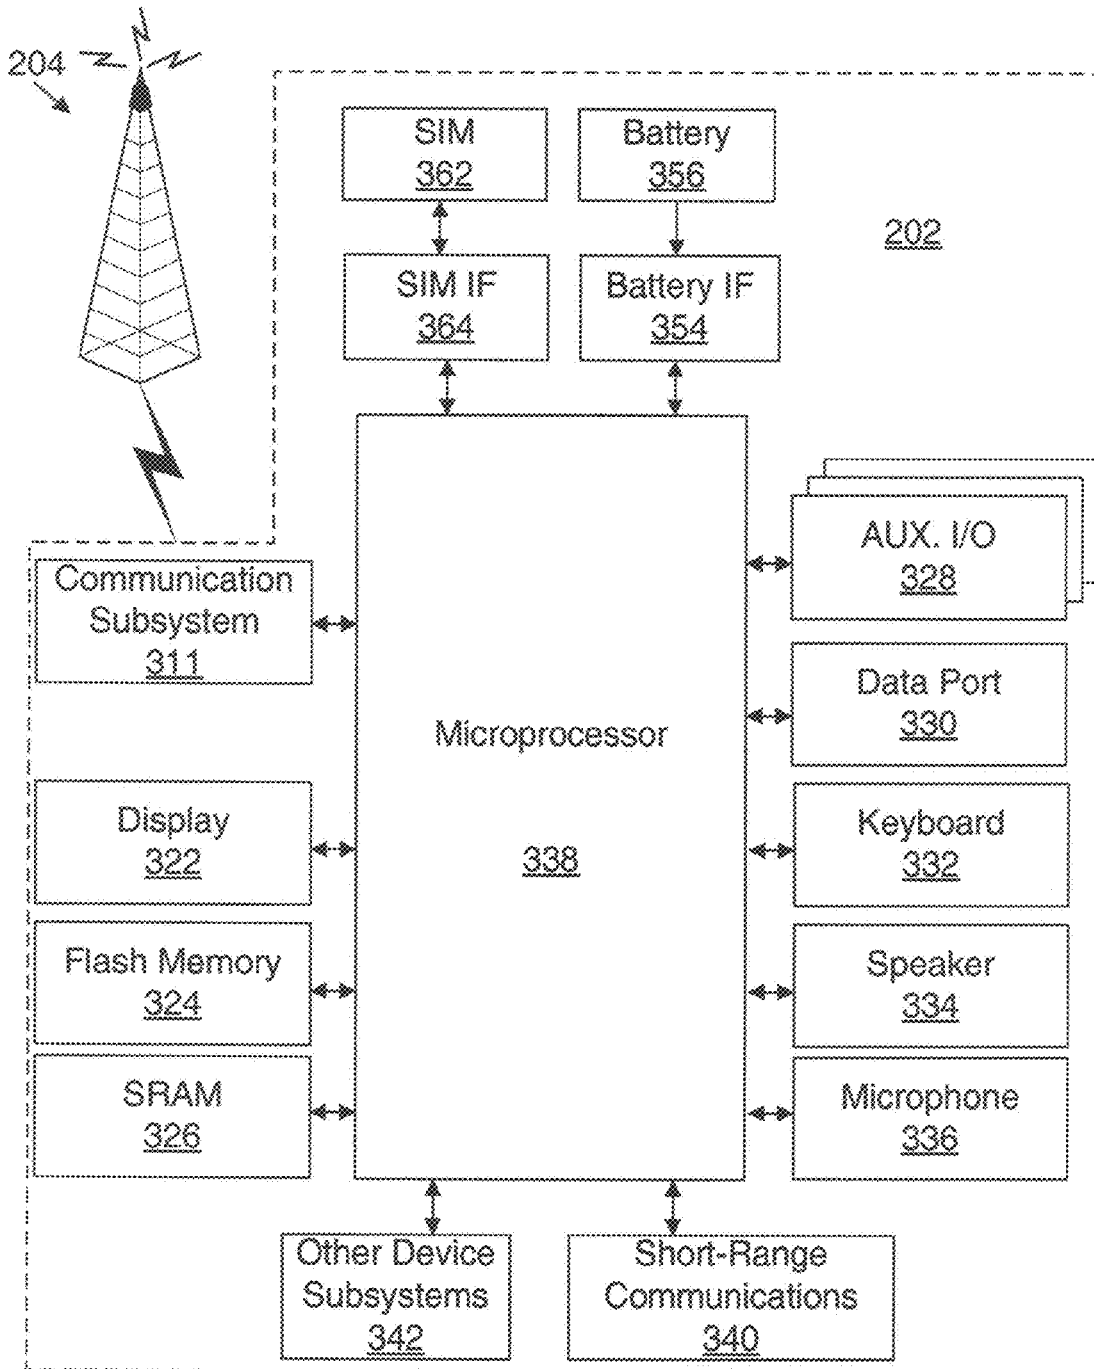 204
SIM
362
Battery
356
202
SIM IF
364
Battery IF
354
AUX. I/O
328
Communication
Subsystem
311
Data Port
330
Microprocessor
338
Display
322
Keyboard
332
Flash Memory
324
Speaker
334
SRAM
326
Microphone
336
Other Device
Subsystems
342
Short-Range
Communications
340